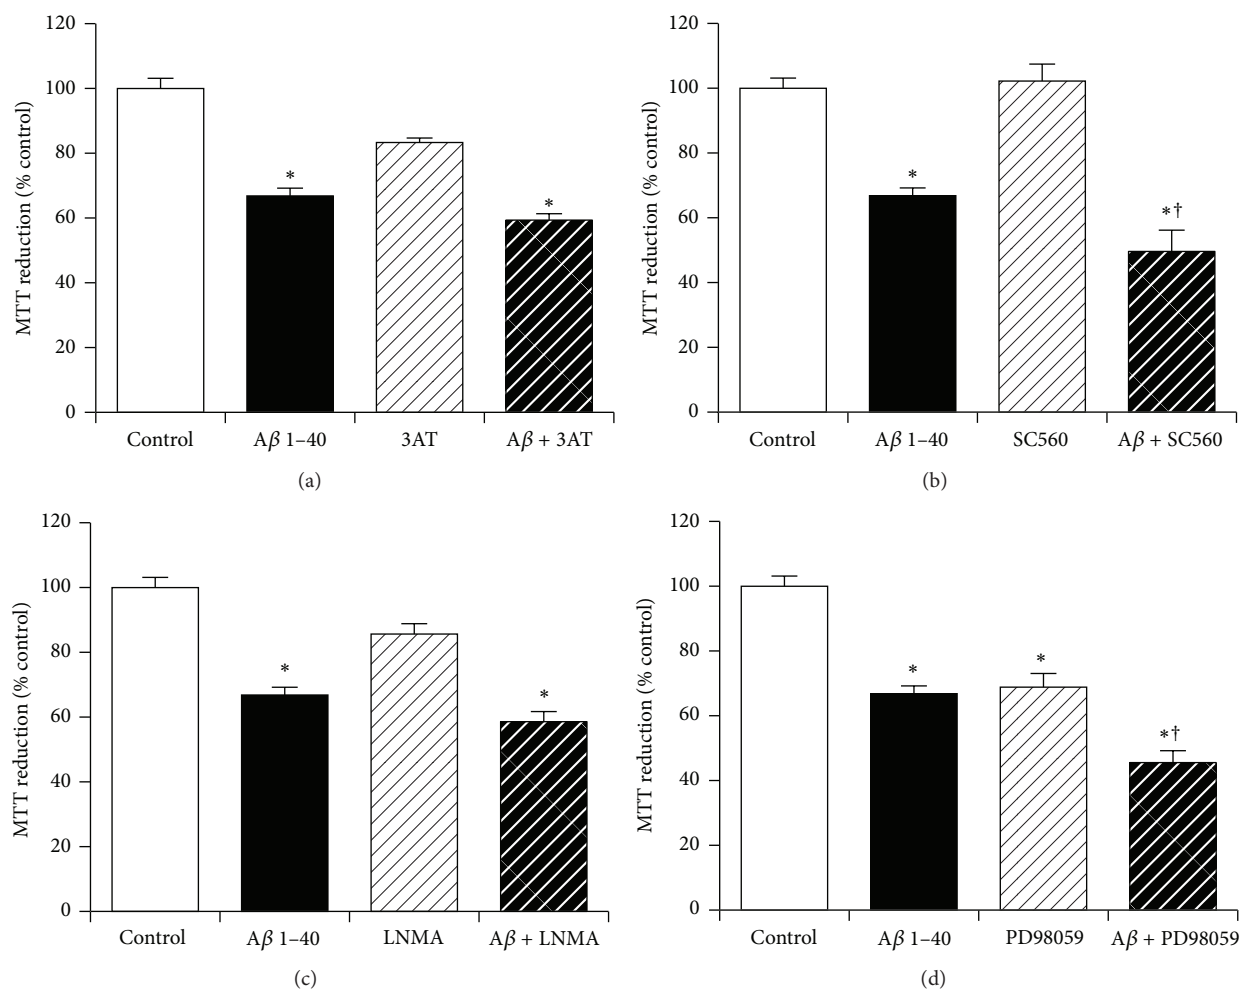 MTT reduction (% control)
120
100
80
60
40
20
0
*
*
Control
Aβ 1–40
3AT
Aβ + 3AT
(a)
MTT reduction (% control)
120
100
80
60
40
20
0
*
*†
Control
Aβ 1–40
SC560
Aβ + SC560
(b)
MTT reduction (% control)
120
100
80
60
40
20
0
*
*
Control
Aβ 1–40
LNMA
Aβ + LNMA
(c)
MTT reduction (% control)
120
100
80
60
40
20
0
*
*
*†
Control
Aβ 1–40
PD98059
Aβ + PD98059
(d)